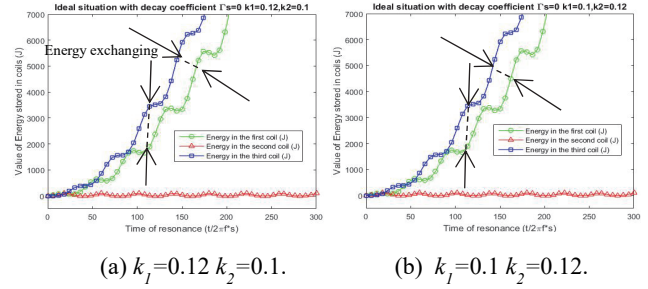 Ideal situation with decay coefficient Γs=0 k1=0.12,k2=0.1
7000
6000
5000
4000
3000
2000
1000
0
Value of Energy stored in coils (J)
Energy exchanging
Energy in the first coil (J)
Energy in the second coil (J)
Energy in the third coil (J)
0 50 100 150 200 250 300
Time of resonance (t/2πf*s)
(a) k1=0.12 k2=0.1.
Ideal situation with decay coefficient Γs=0 k1=0.1,k2=0.12
7000
6000
5000
4000
3000
2000
1000
0
Value of Energy stored in coils (J)
Energy in the first coil (J)
Energy in the second coil (J)
Energy in the third coil (J)
0 50 100 150 200 250 300
Time of resonance (t/2πf*s)
(b) k1=0.1 k2=0.12.